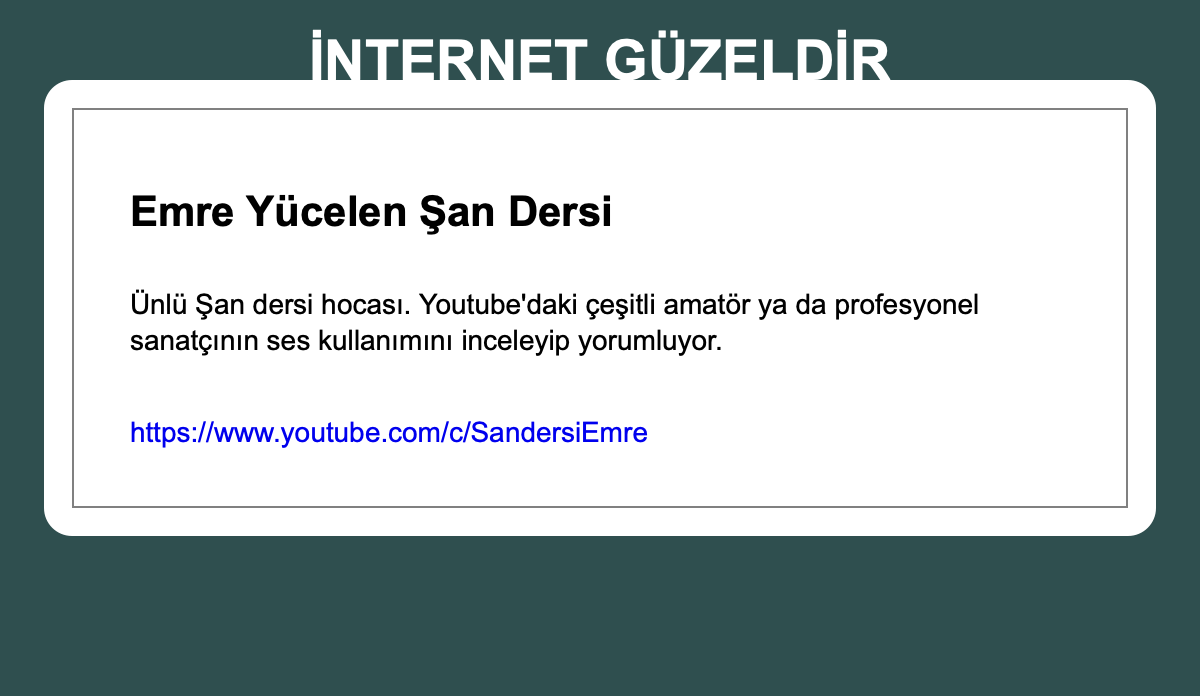 İNTERNET GÜZELDİR
Emre Yücelen Şan Dersi
Ünlü Şan dersi hocası. Youtube'daki çeşitli amatör ya da profesyonel
sanatçının ses kullanımını inceleyip yorumluyor.
https://www.youtube.com/c/SandersiEmre